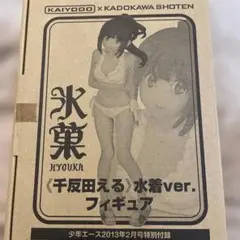 KAIYODO × KADOKAWA SHOTEN
氷菓
HYOUKA
《千反田える》水着ver.
フィギュア
少年エース2013年2月号特別付録